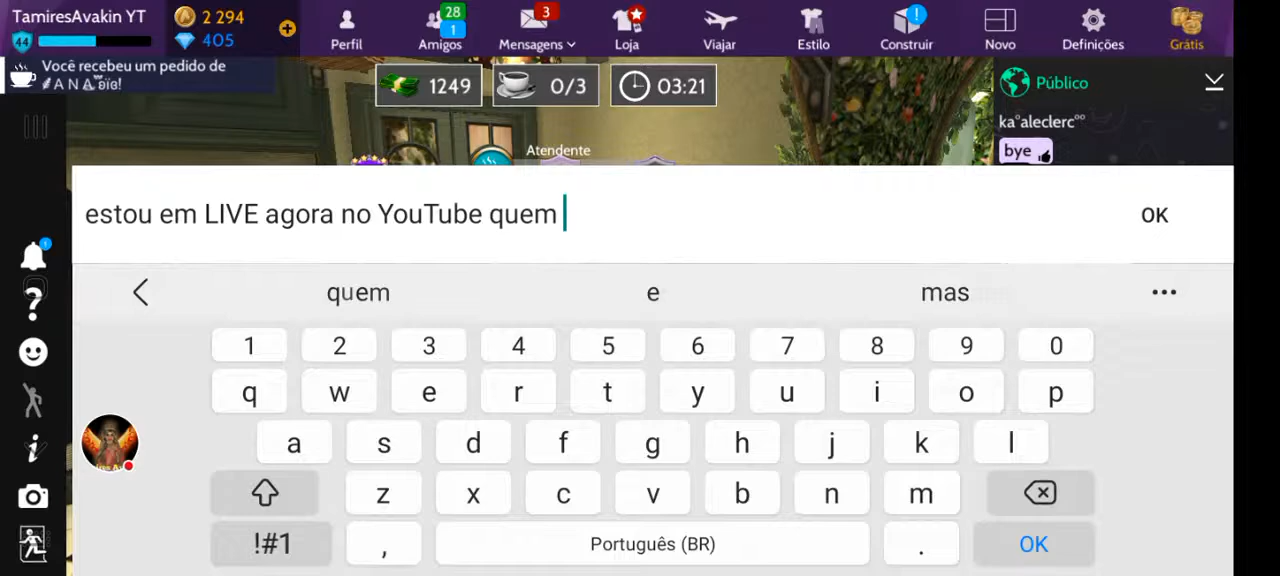 TamiresAvakin YT
44
2 294
405
28
1
3
Perfil
Amigos
Mensagens
Loja
Viajar
Estilo
Construir
Novo
Definições
Grátis
Você recebeu um pedido de
1249
0/3
03:21
Público
ka°aleclerc°°
bye
Atendente
estou em LIVE agora no YouTube quem
OK
quem
e
mas
1 2 3 4 5 6 7 8 9 0
q w e r t y u i o p
a s d f g h j k l
z x c v b n m
!#1
,
Português (BR)
.
OK